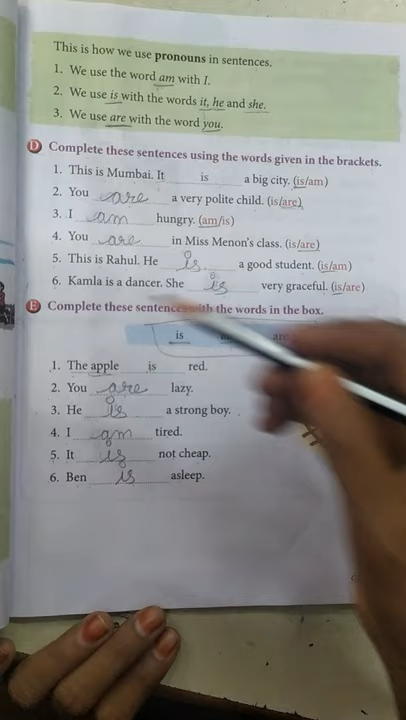 This is how we use pronouns in sentences.
1. We use the word am with I.
2. We use is with the words it, he and she.
3. We use are with the word you.
D Complete these sentences using the words given in the brackets.
1. This is Mumbai. It is a big city. (is/am)
2. You are a very polite child. (is/are)
3. I am hungry. (am/is)
4. You are in Miss Menon's class. (is/are)
5. This is Rahul. He is a good student. (is/am)
6. Kamla is a dancer. She is very graceful. (is/are)
E Complete these sentences with the words in the box.
is are
1. The apple is red.
2. You are lazy.
3. He is a strong boy.
4. I am tired.
5. It is not cheap.
6. Ben is asleep.